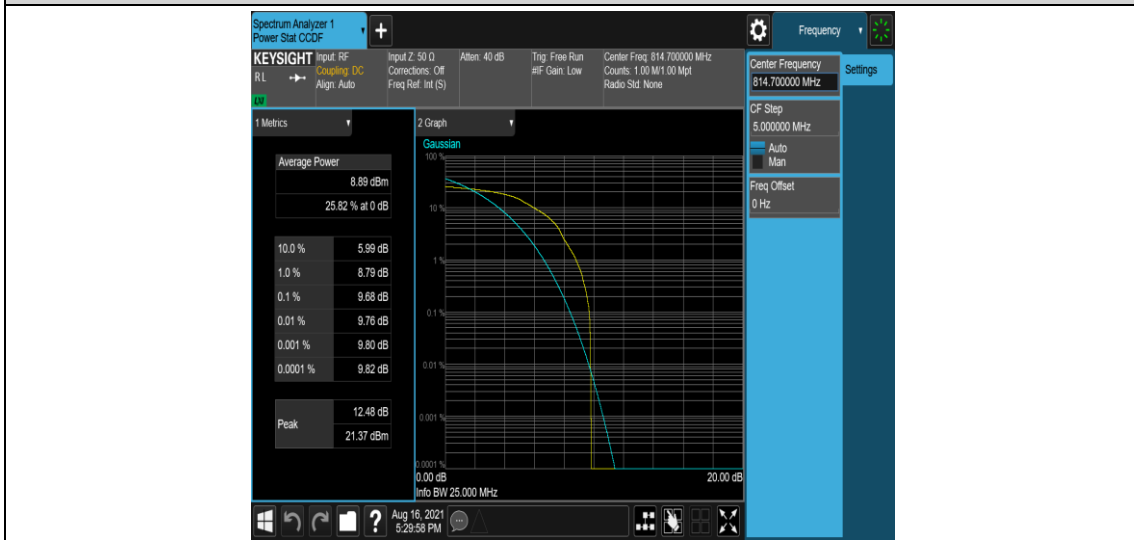 Spectrum Analyzer 1
Power Stat CCDF
+
Frequency
KEYSIGHT
RL
LXI
Input: RF
Coupling: DC
Align: Auto
Input Z: 50 Ω
Corrections: Off
Freq Ref: Int (S)
Atten: 40 dB
Trig: Free Run
#IF Gain: Low
Center Freq: 814.700000 MHz
Counts: 1.00 M/1.00 Mpt
Radio Std: None
Center Frequency
814.700000 MHz
Settings
CF Step
5.000000 MHz
Auto
Man
Freq Offset
0 Hz
1 Metrics
Average Power
8.89 dBm
25.82 % at 0 dB
10.0 % 5.99 dB
1.0 % 8.79 dB
0.1 % 9.68 dB
0.01 % 9.76 dB
0.001 % 9.80 dB
0.0001 % 9.82 dB
Peak
12.48 dB
21.37 dBm
2 Graph
Gaussian
100 %
10 %
1 %
0.1 %
0.01 %
0.001 %
0.0001 %
0.00 dB 20.00 dB
Info BW 25.000 MHz
?
Aug 16, 2021
5:29:58 PM